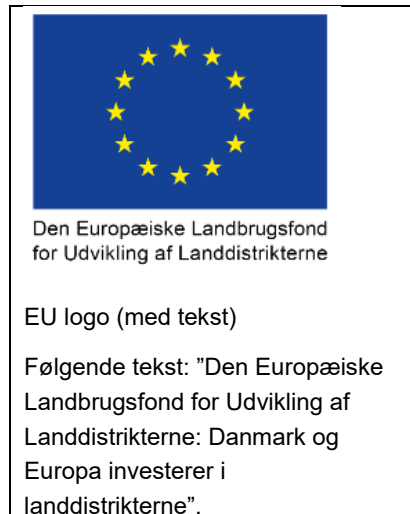 Den Europæiske Landbrugsfond
for Udvikling af Landdistrikterne
EU logo (med tekst)
Følgende tekst: ”Den Europæiske
Landbrugsfond for Udvikling af
Landdistrikterne: Danmark og
Europa investerer i
landdistrikterne”.